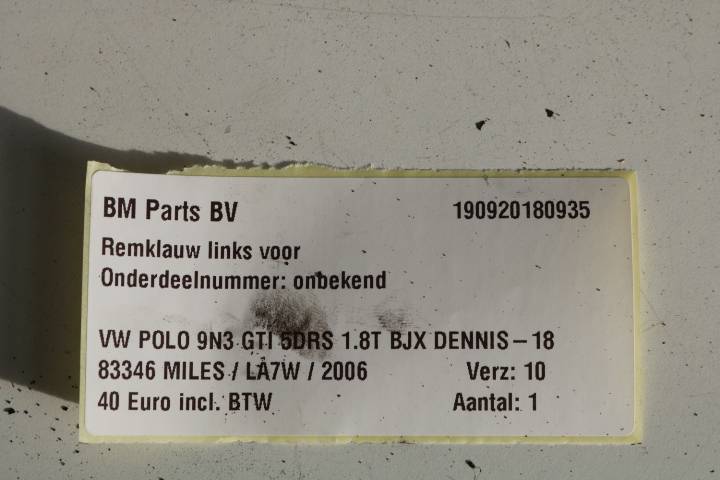 BM Parts BV 190920180935
Remklauw links voor
Onderdeelnummer: onbekend
VW POLO 9N3 GTI 5DRS 1.8T BJX DENNIS-18
83346 MILES / LA7W / 2006 Verz: 10
40 Euro incl. BTW Aantal: 1